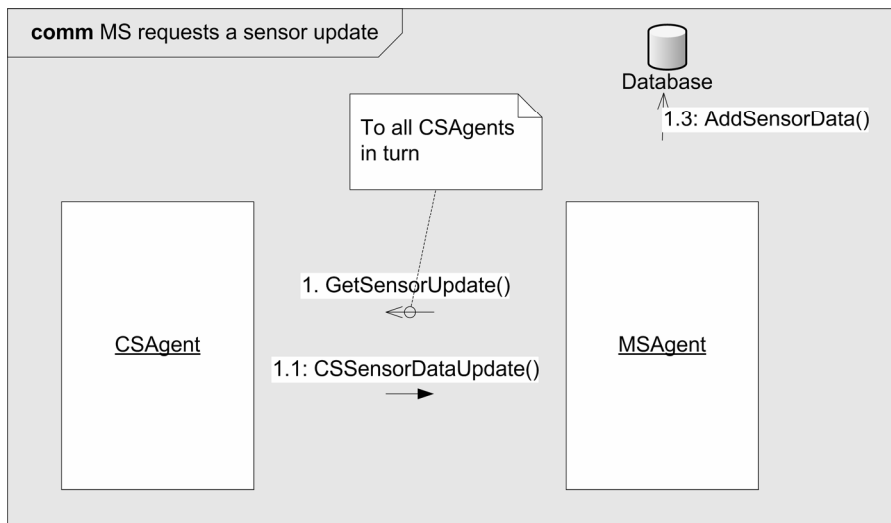 comm MS requests a sensor update
Database
1.3: AddSensorData()
To all CSAgents
in turn
1. GetSensorUpdate()
CSAgent
MSAgent
1.1: CSSensorDataUpdate()